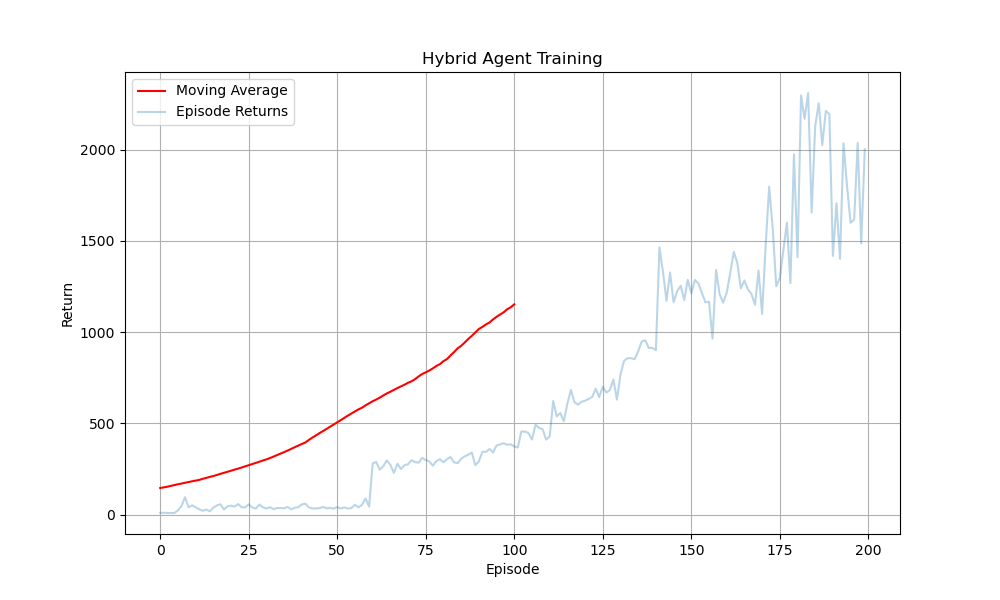 Hybrid Agent Training
Moving Average
Episode Returns
2000
1500
1000
500
0
Return
0 25 50 75 100 125 150 175 200
Episode